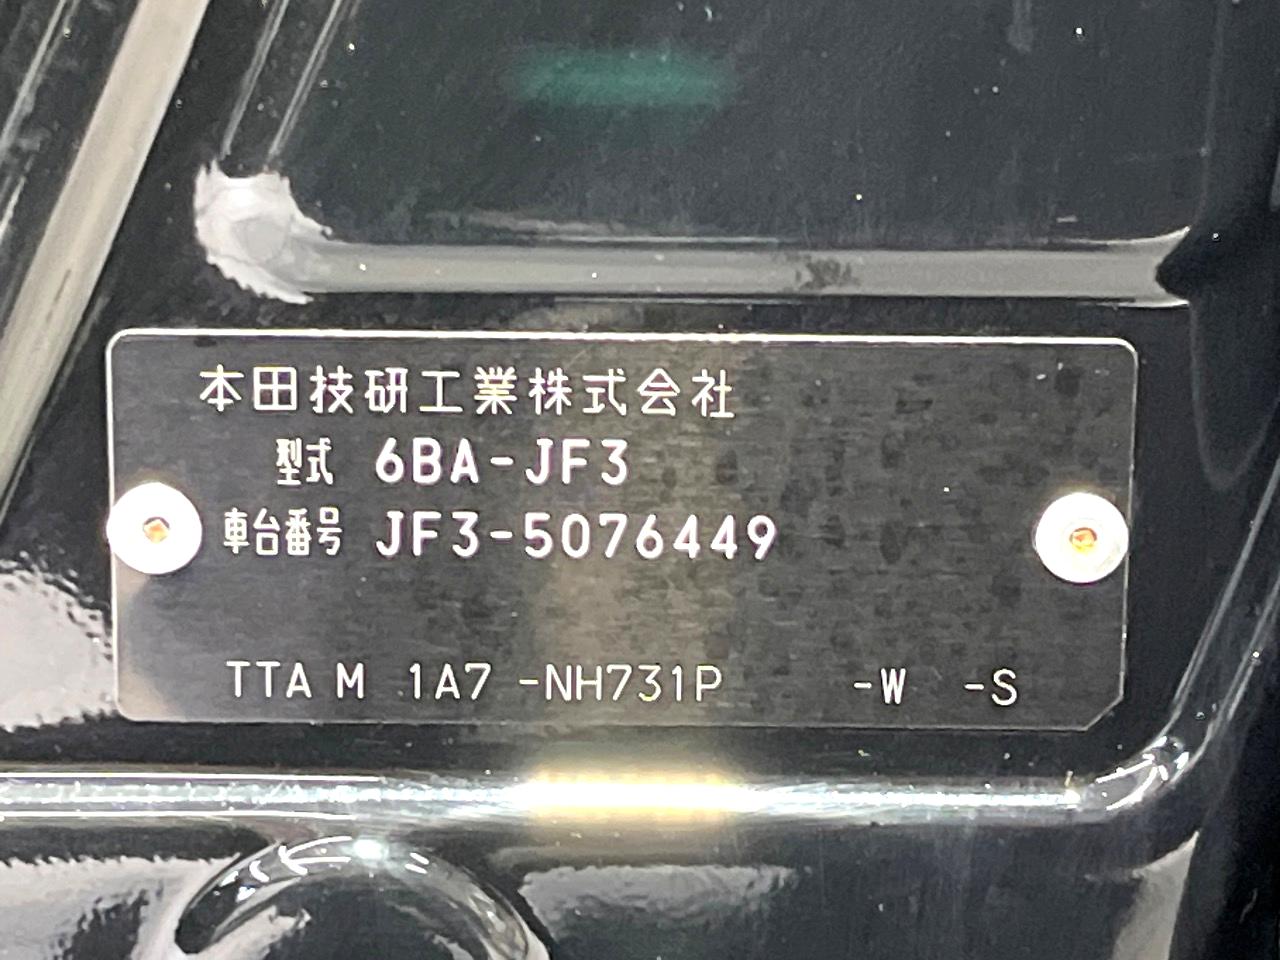 本田技研工業株式会社
型式 6BA-JF3
車台番号 JF3-5076449
TTA M 1A7 -NH731P -W -S